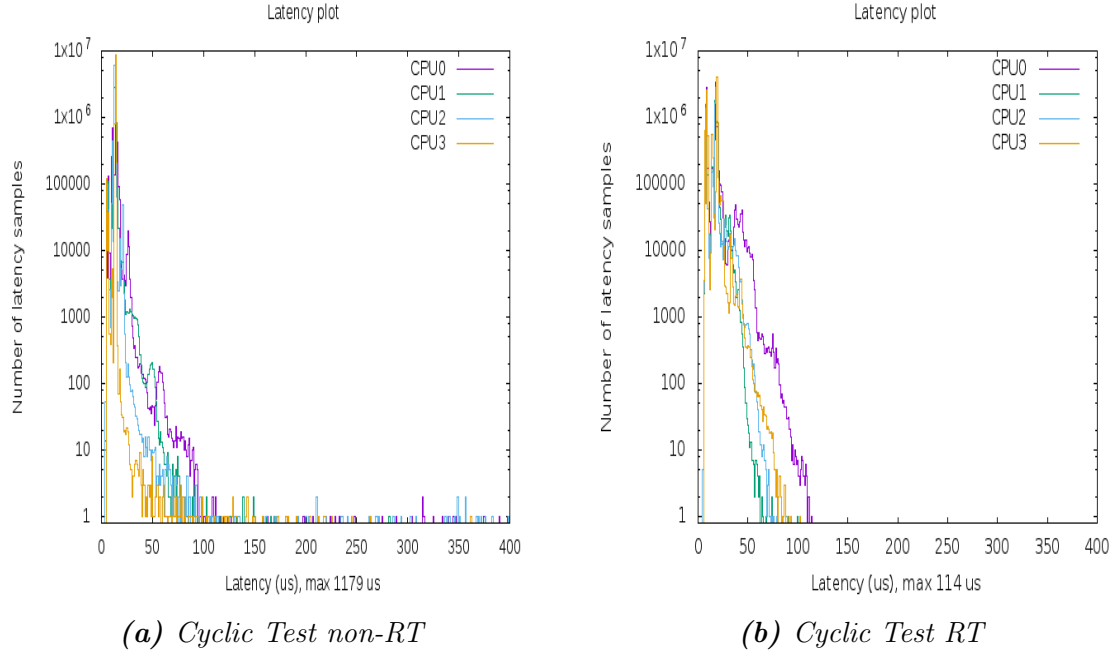 Latency plot
Number of latency samples
1x10^7
1x10^6
100000
10000
1000
100
10
1
CPU0
CPU1
CPU2
CPU3
0 50 100 150 200 250 300 350 400
Latency (us), max 1179 us
(a) Cyclic Test non-RT
Latency plot
Number of latency samples
1x10^7
1x10^6
100000
10000
1000
100
10
1
CPU0
CPU1
CPU2
CPU3
0 50 100 150 200 250 300 350 400
Latency (us), max 114 us
(b) Cyclic Test RT